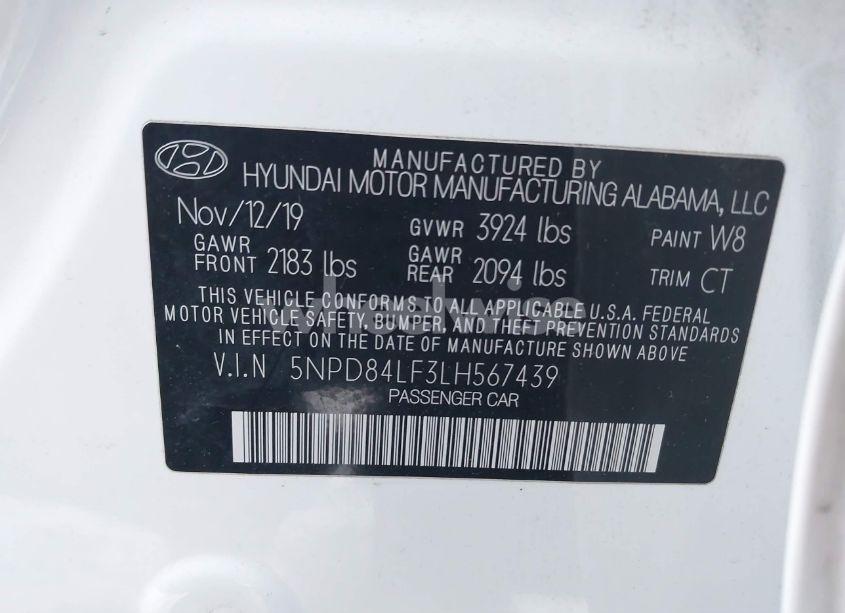 MANUFACTURED BY
HYUNDAI MOTOR MANUFACTURING ALABAMA, LLC
Nov/12/19 GVWR 3924 lbs PAINT W8
GAWR FRONT 2183 lbs GAWR REAR 2094 lbs TRIM CT
THIS VEHICLE CONFORMS TO ALL APPLICABLE U.S.A. FEDERAL
MOTOR VEHICLE SAFETY, BUMPER, AND THEFT PREVENTION STANDARDS
IN EFFECT ON THE DATE OF MANUFACTURE SHOWN ABOVE
V.I.N 5NPD84LF3LH567439
PASSENGER CAR